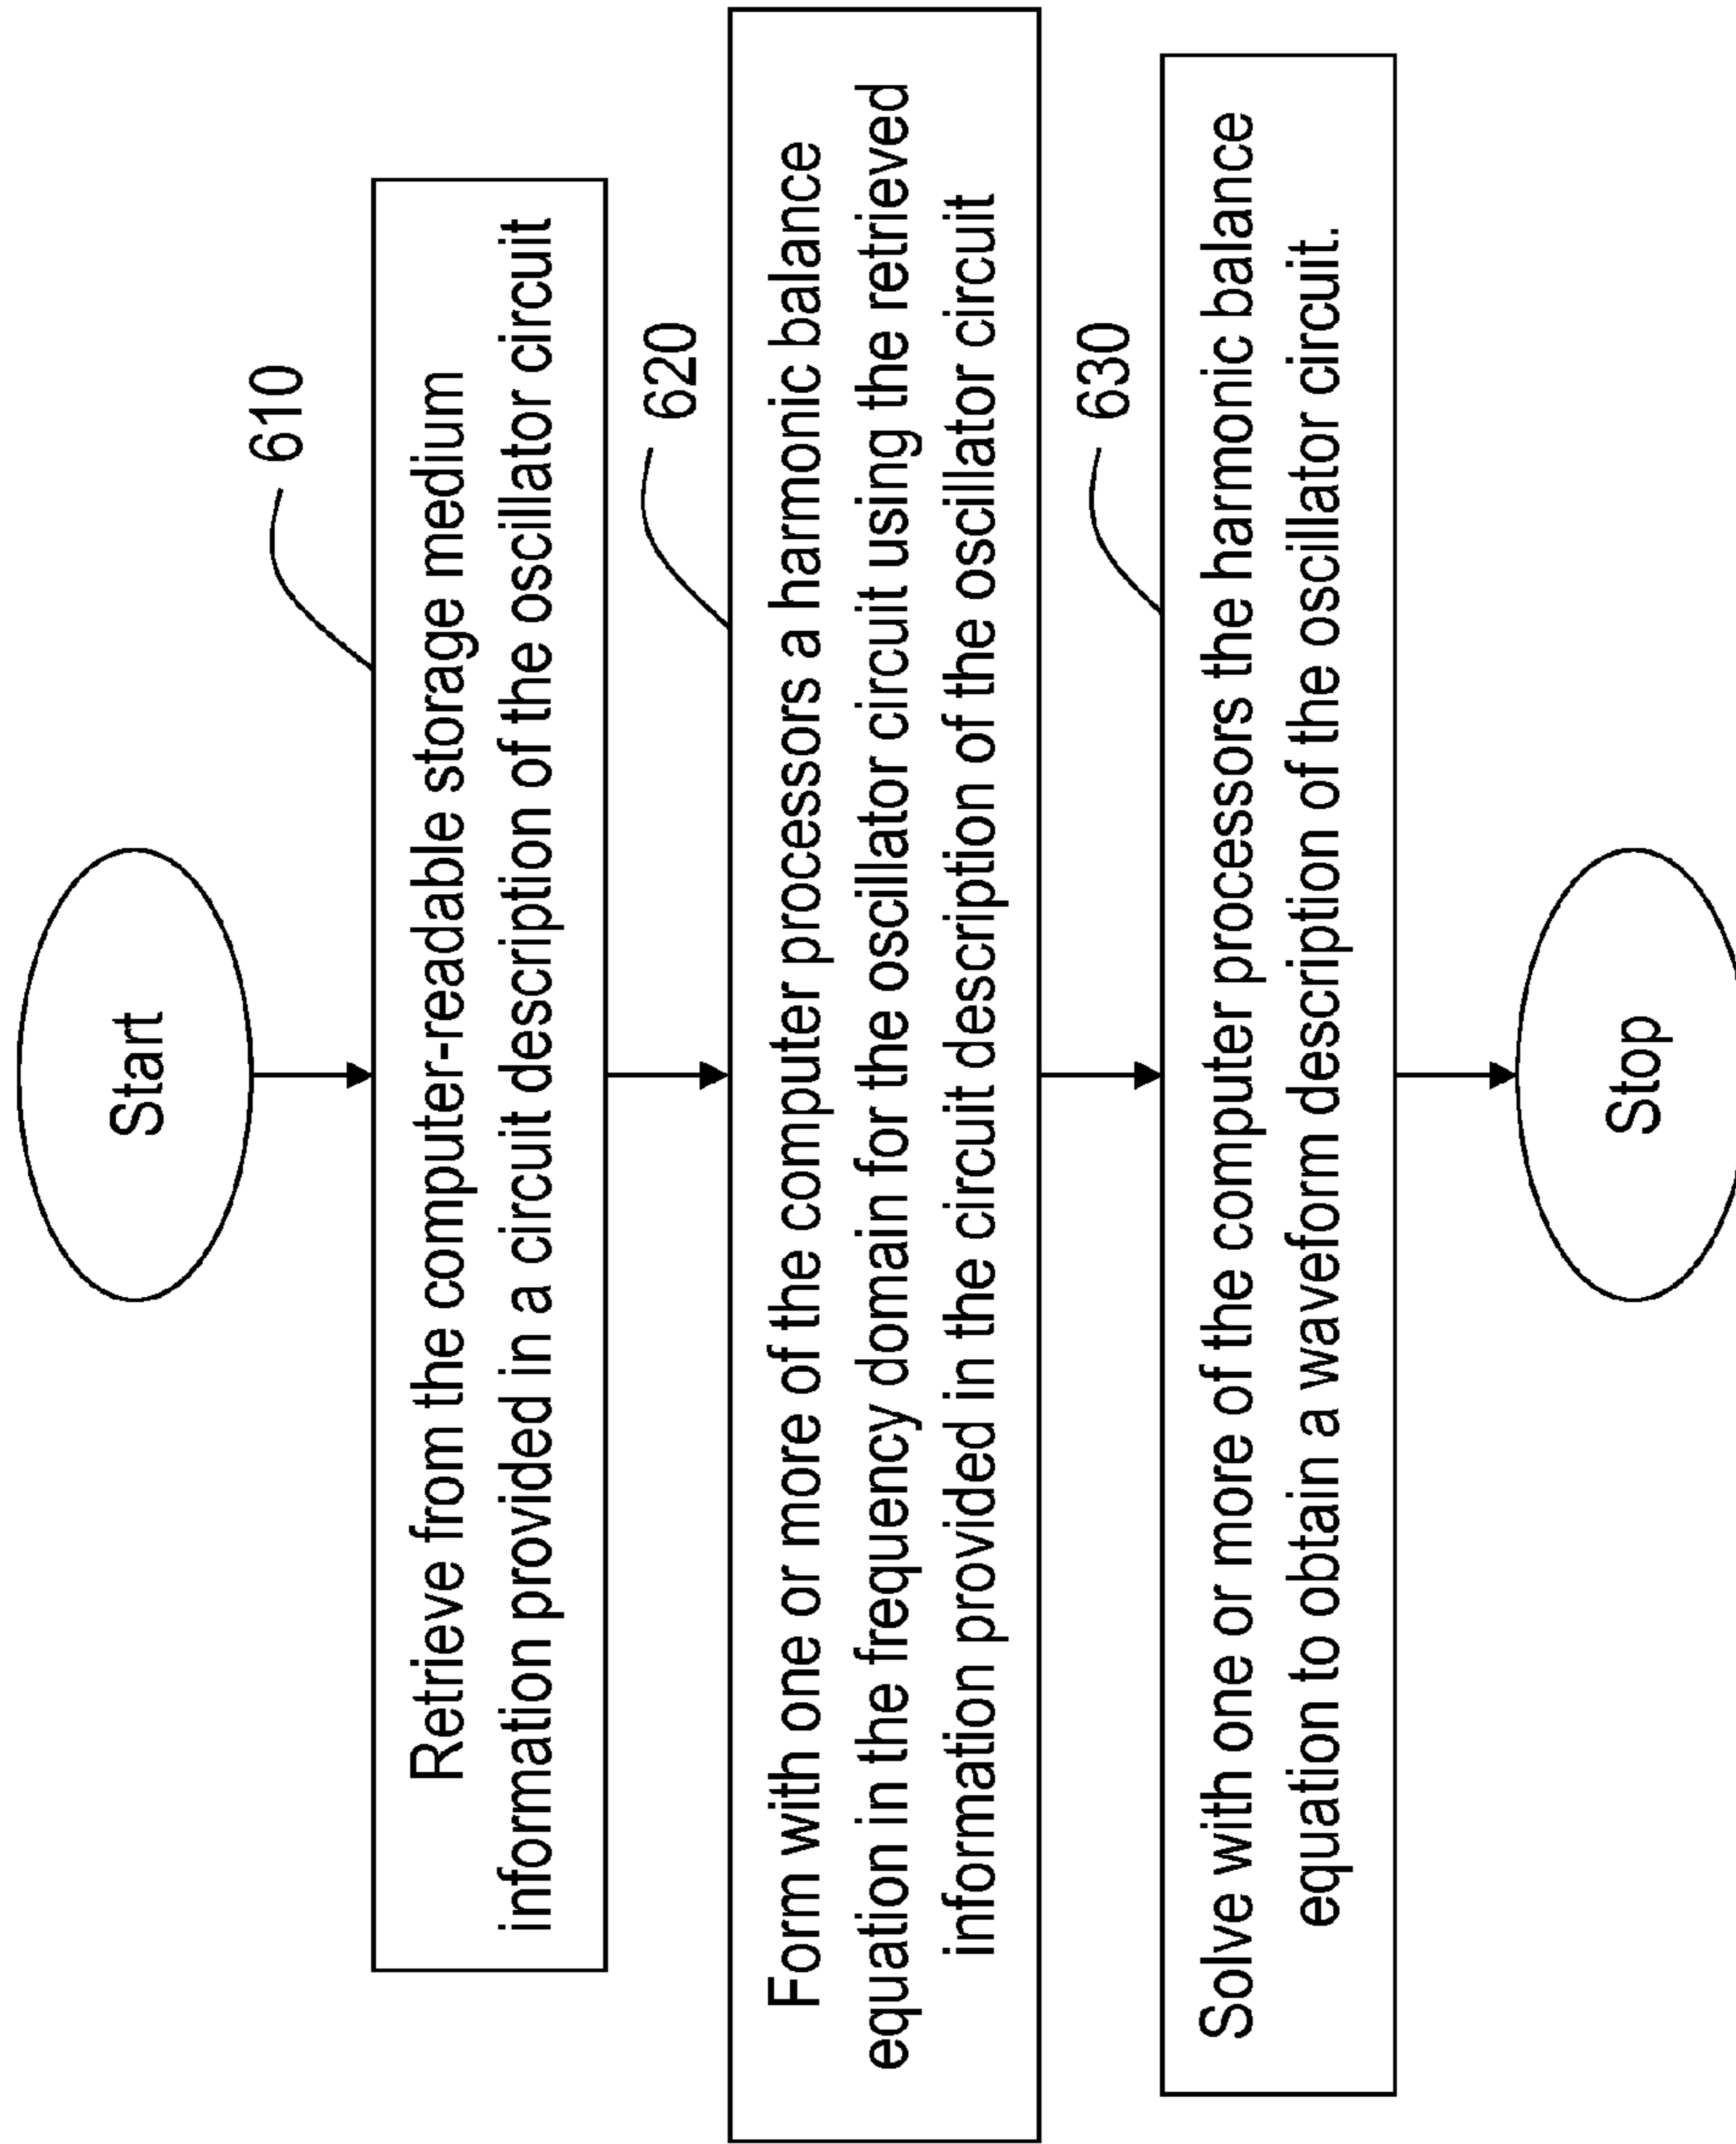 Start
610
Retrieve from the computer-readable storage medium
information provided in a circuit description of the oscillator circuit
620
Form with one or more of the computer processors a harmonic balance
equation in the frequency domain for the oscillator circuit using the retrieved
information provided in the circuit description of the oscillator circuit
630
Solve with one or more of the computer processors the harmonic balance
equation to obtain a waveform description of the oscillator circuit.
Stop